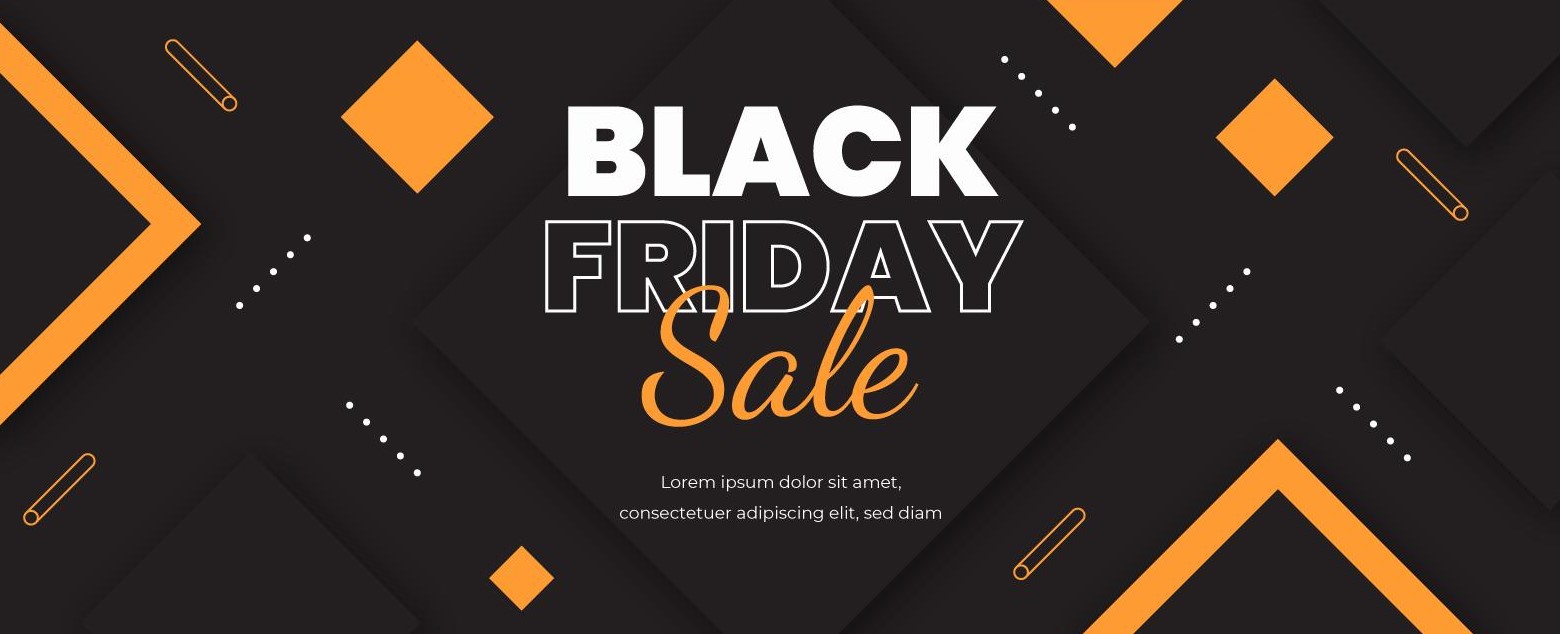 BLACK
FRIDAY
Sale
Lorem ipsum dolor sit amet,
consectetuer adipiscing elit, sed diam